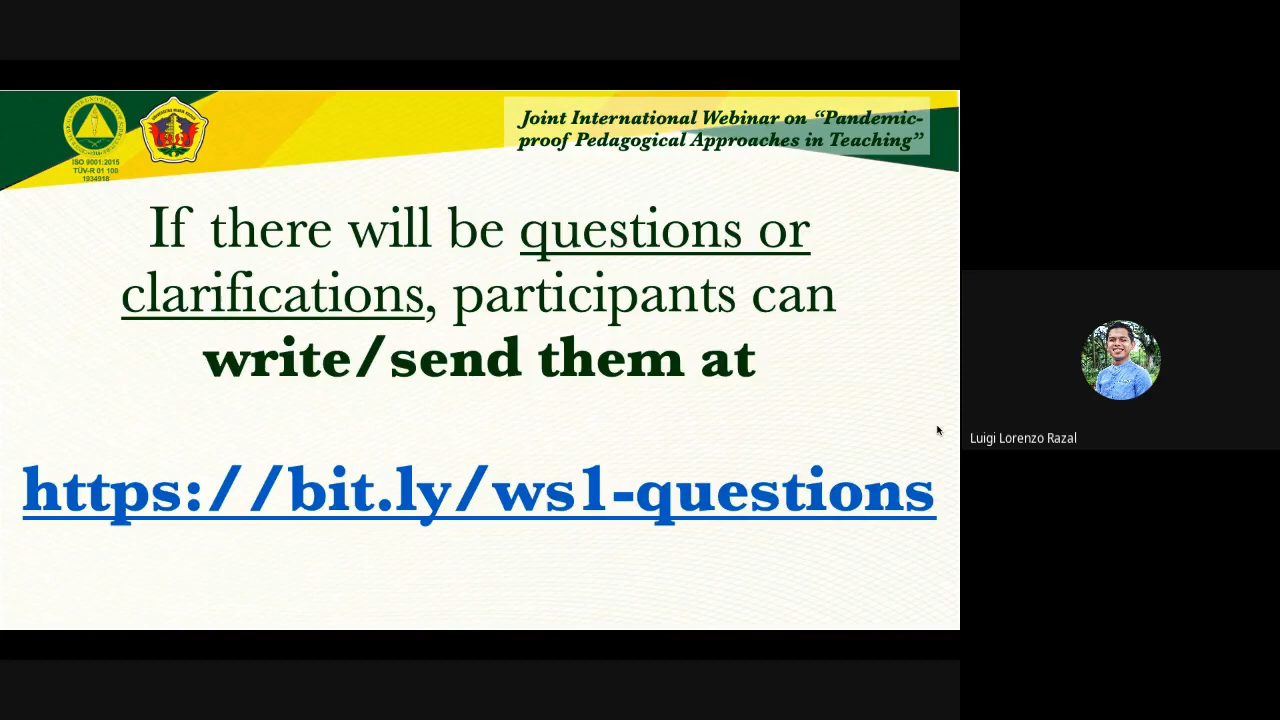 Joint International Webinar on “Pandemic-
proof Pedagogical Approaches in Teaching”
ISO 9001:2015
TÜV-R 01 100
1934918
If there will be questions or
clarifications, participants can
write/send them at
https://bit.ly/ws1-questions
Luigi Lorenzo Razal